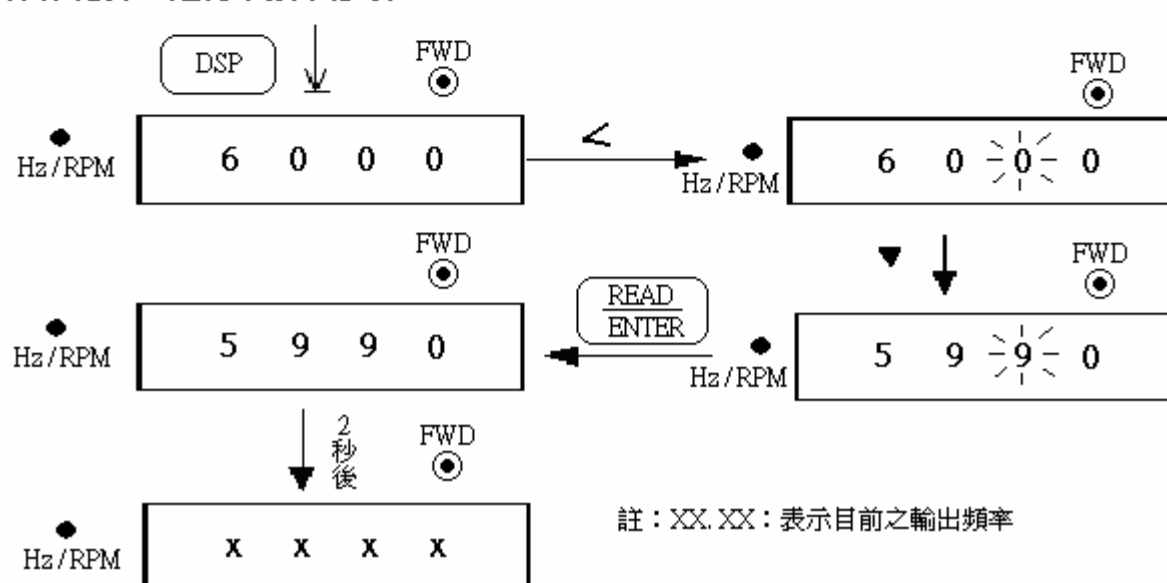 DSP
FWD
Hz/RPM
6 0 0 0
<
FWD
Hz/RPM
6 0 0 0
FWD
Hz/RPM
5 9 9 0
READ
ENTER
FWD
Hz/RPM
5 9 9 0
2秒後
FWD
Hz/RPM
x x x x
註:XX.XX:表示目前之輸出頻率